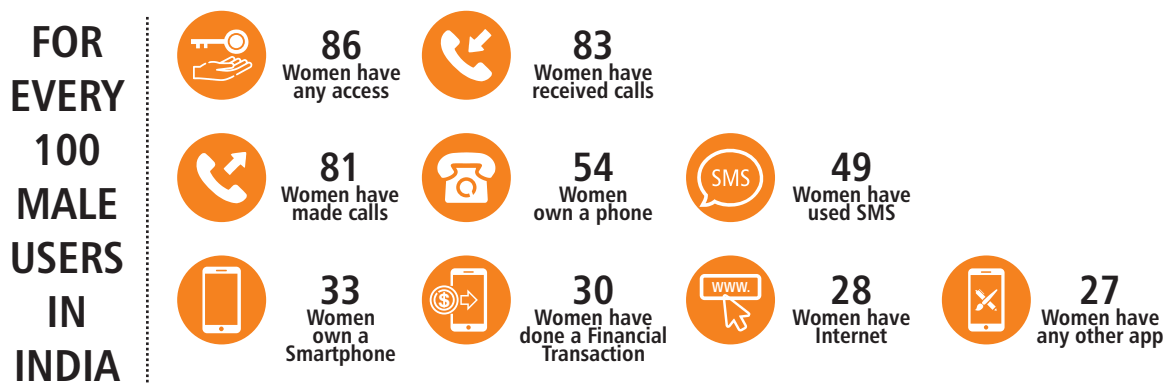 FOR
EVERY
100
MALE
USERS
IN
INDIA
86
Women have
any access
83
Women have
received calls
81
Women have
made calls
54
Women
own a phone
SMS
49
Women have
used SMS
33
Women
own a
Smartphone
$
30
Women have
done a Financial
Transaction
www.
28
Women have
Internet
27
Women have
any other app